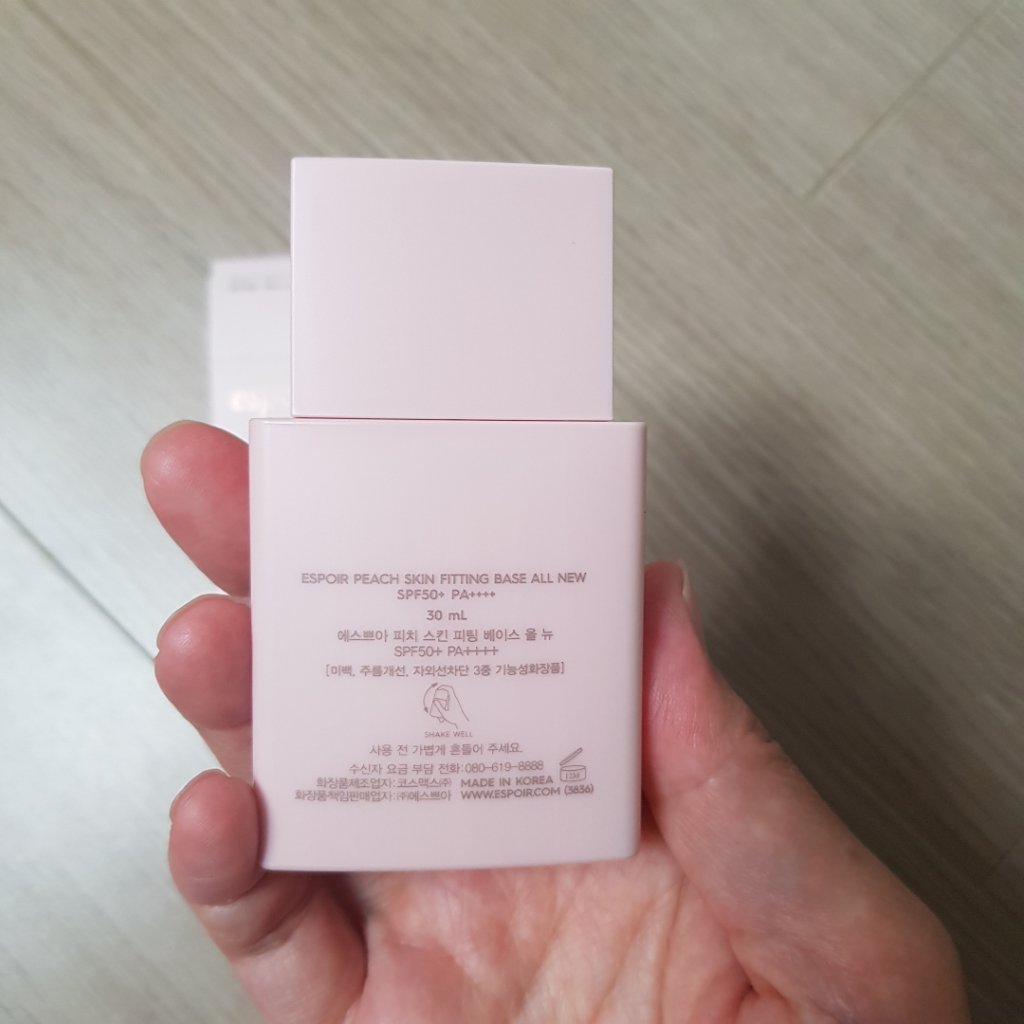 ESPOIR PEACH SKIN FITTING BASE ALL NEW
SPF50+ PA++++
30 mL
에스쁘아 피치 스킨 피팅 베이스 올 뉴
SPF50+ PA++++
[미백, 주름개선, 자외선차단 3중 기능성화장품]
SHAKE WELL
사용 전 가볍게 흔들어 주세요.
수신자 요금 부담 전화:080-619-8888
12M
화장품제조업자:코스맥스㈜ MADE IN KOREA
화장품책임판매업자:㈜에스쁘아 WWW.ESPOIR.COM (3836)